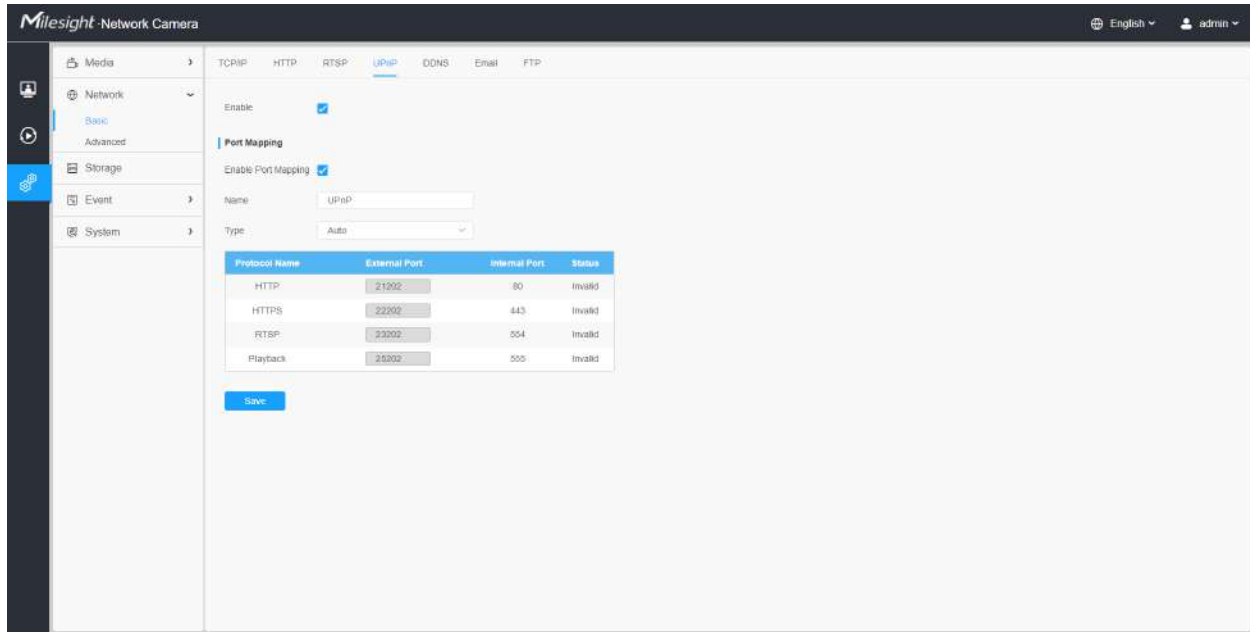 Milesight Network Camera English admin
Media TCP/IP HTTP RTSP UPnP DDNS Email FTP
Network
Enable
Basic
Advanced
Port Mapping
Storage
Enable Port Mapping
Event
Name UPnP
System
Type Auto
Protocol Name External Port Internal Port Status
HTTP 21202 80 Invalid
HTTPS 22202 443 Invalid
RTSP 23202 554 Invalid
Playback 25202 555 Invalid
Save